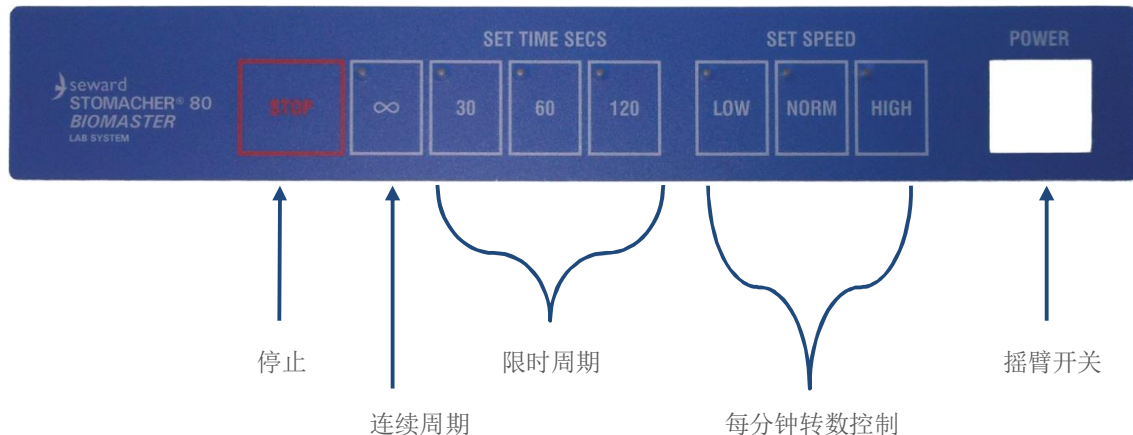 SET TIME SECS
SET SPEED
POWER
seward
STOMACHER® 80
BIOMASTER
LAB SYSTEM
STOP
∞
30
60
120
LOW
NORM
HIGH
停止
限时周期
摇臂开关
连续周期
每分钟转数控制